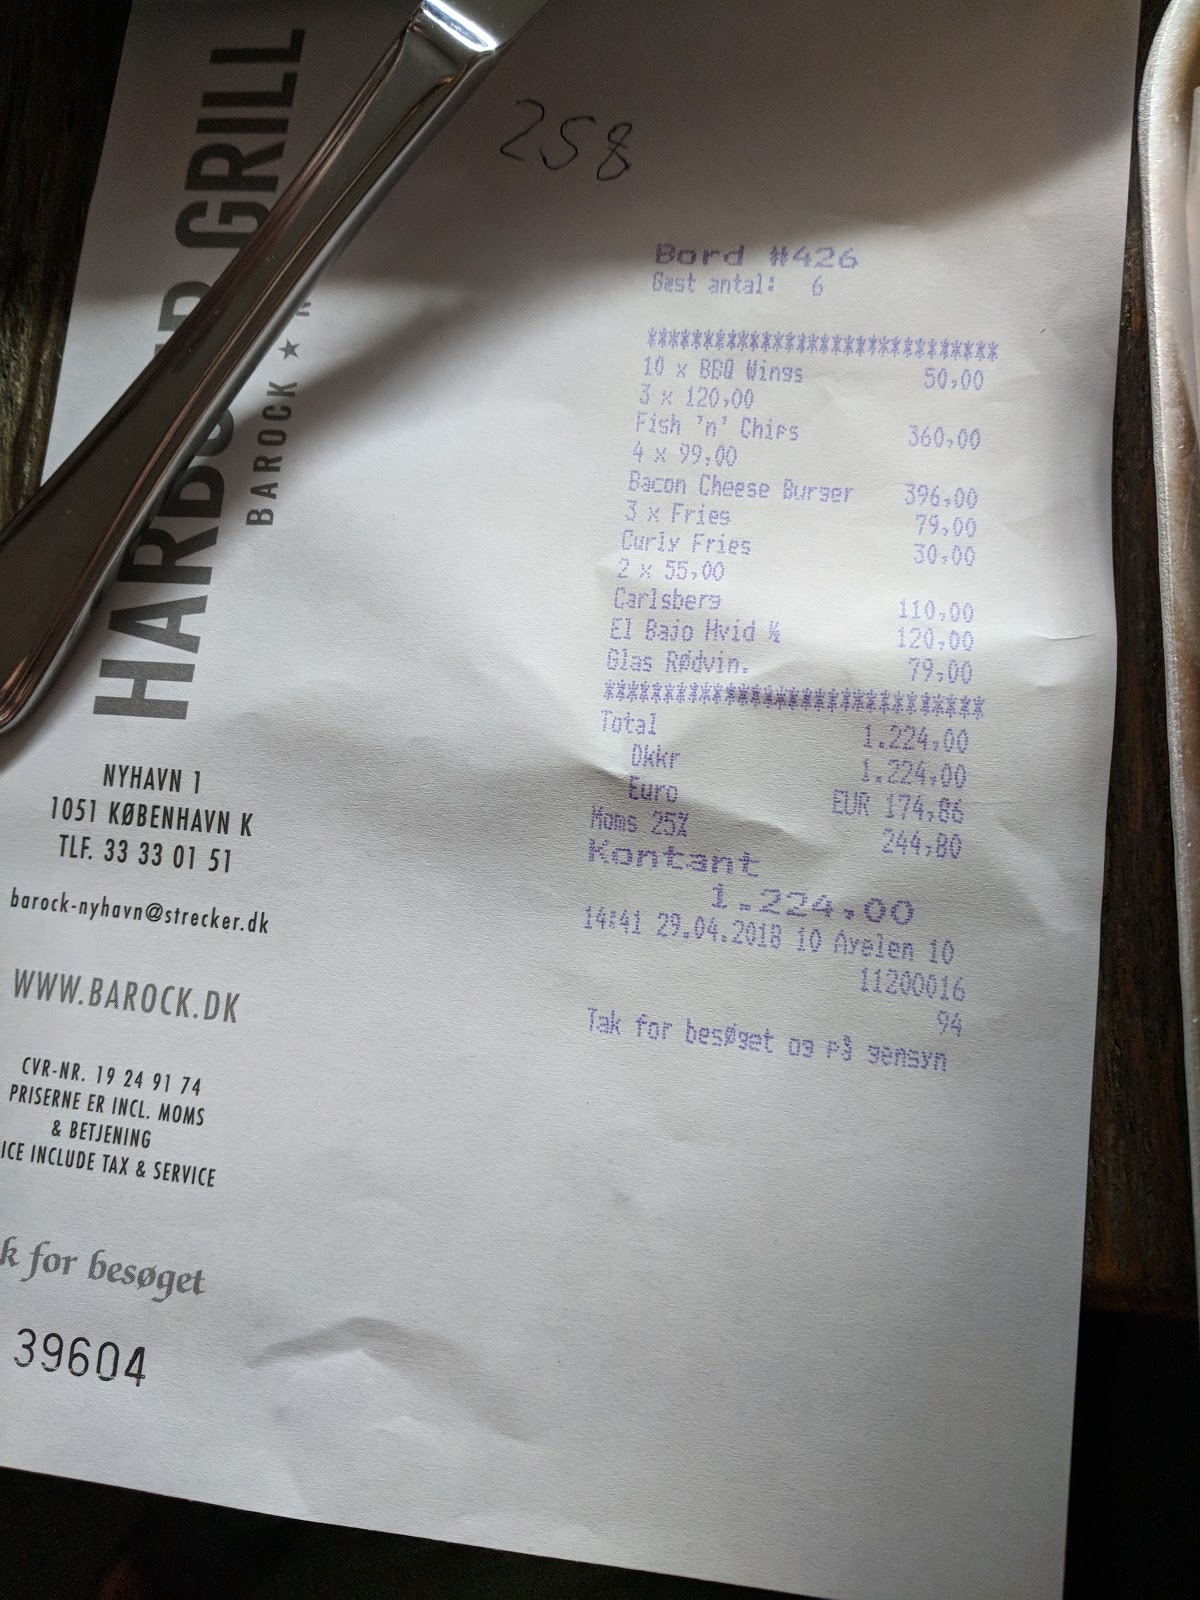 258
GRILL
BAROCK ★
NYHAVN 1
1051 KØBENHAVN K
TLF. 33 33 01 51
barock-nyhavn@strecker.dk
WWW.BAROCK.DK
CVR-NR. 19 24 91 74
PRISERNE ER INCL. MOMS
& BETJENING
INCLUDE TAX & SERVICE
for besøget
39604
Bord #426
Gæst antal: 6
*****************************
10 x BBQ Wings 50,00
3 x 120,00
Fish 'n' Chips 360,00
4 x 99,00
Bacon Cheese Burger 396,00
3 x Fries 79,00
Curly Fries 30,00
2 x 55,00
Carlsberg 110,00
El Bajo Hvid ½ 120,00
Glas Rødvin. 79,00
*****************************
Total 1.224,00
Dkkr 1.224,00
Euro EUR 174,86
Moms 25% 244,80
Kontant
1.224,00
14:41 29.04.2018 10 Ayelen 10
11200016
94
Tak for besøget og på gensyn